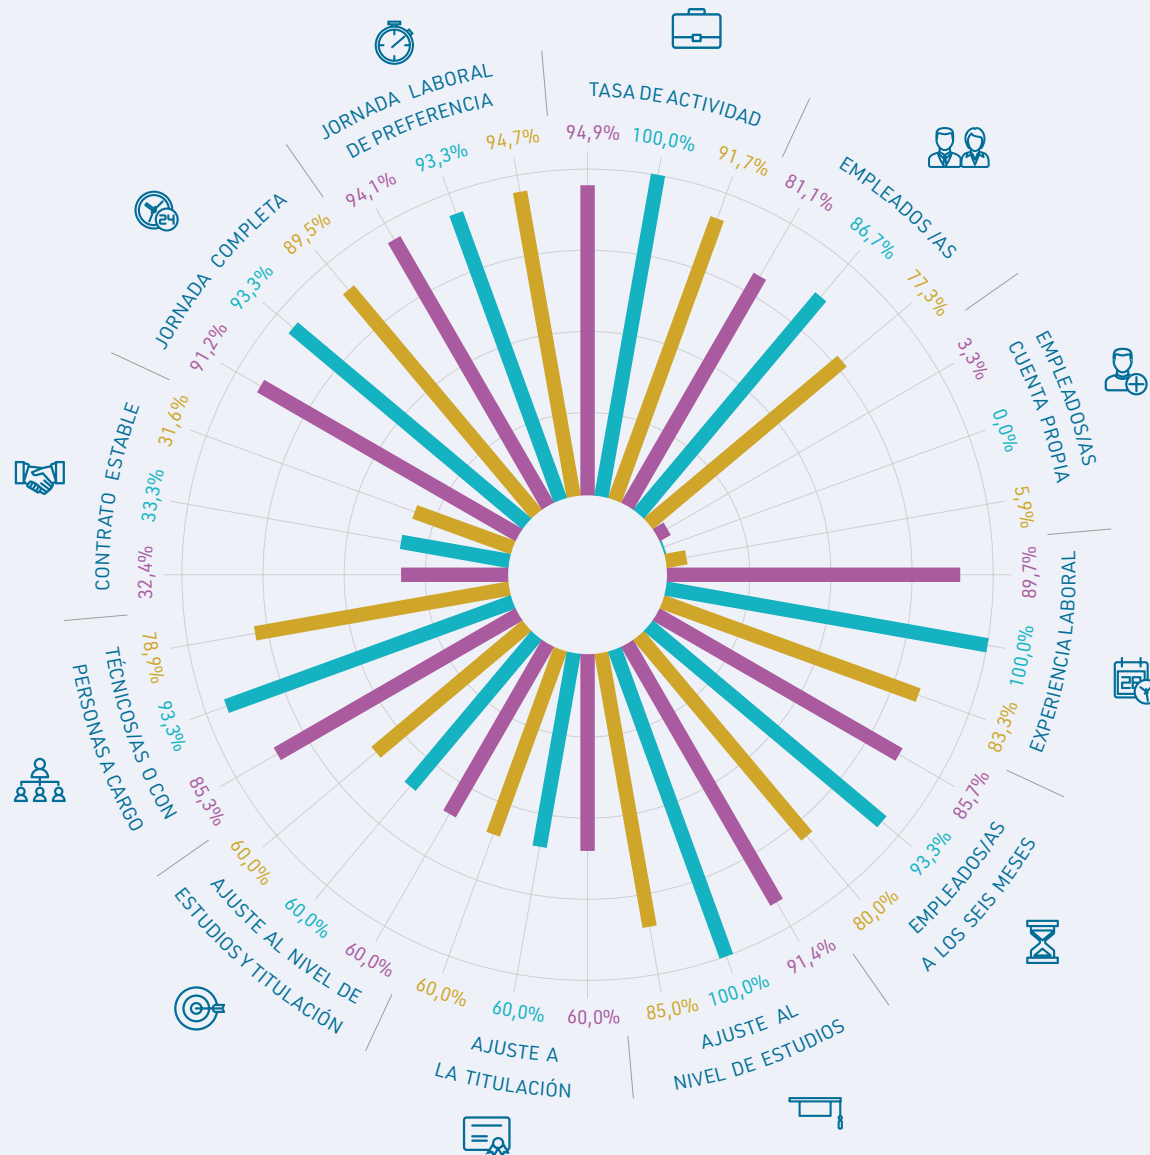 TASA DE ACTIVIDAD
94,9%
100,0%
91,7%
EMPLEADOS/AS
81,1%
86,7%
77,3%
EMPLEADOS/AS
CUENTA PROPIA
3,3%
0,0%
5,9%
EXPERIENCIA LABORAL
89,7%
100,0%
83,3%
EMPLEADOS/AS
A LOS SEIS MESES
85,7%
93,3%
80,0%
AJUSTE AL
NIVEL DE ESTUDIOS
91,4%
100,0%
85,0%
AJUSTE A
LA TITULACIÓN
60,0%
60,0%
60,0%
AJUSTE AL NIVEL DE
ESTUDIOS Y TITULACIÓN
60,0%
60,0%
60,0%
TÉCNICOS/AS O CON
PERSONAS A CARGO
85,3%
93,3%
78,9%
CONTRATO ESTABLE
32,4%
33,3%
31,6%
JORNADA COMPLETA
91,2%
93,3%
89,5%
JORNADA LABORAL
DE PREFERENCIA
94,1%
93,3%
94,7%
24